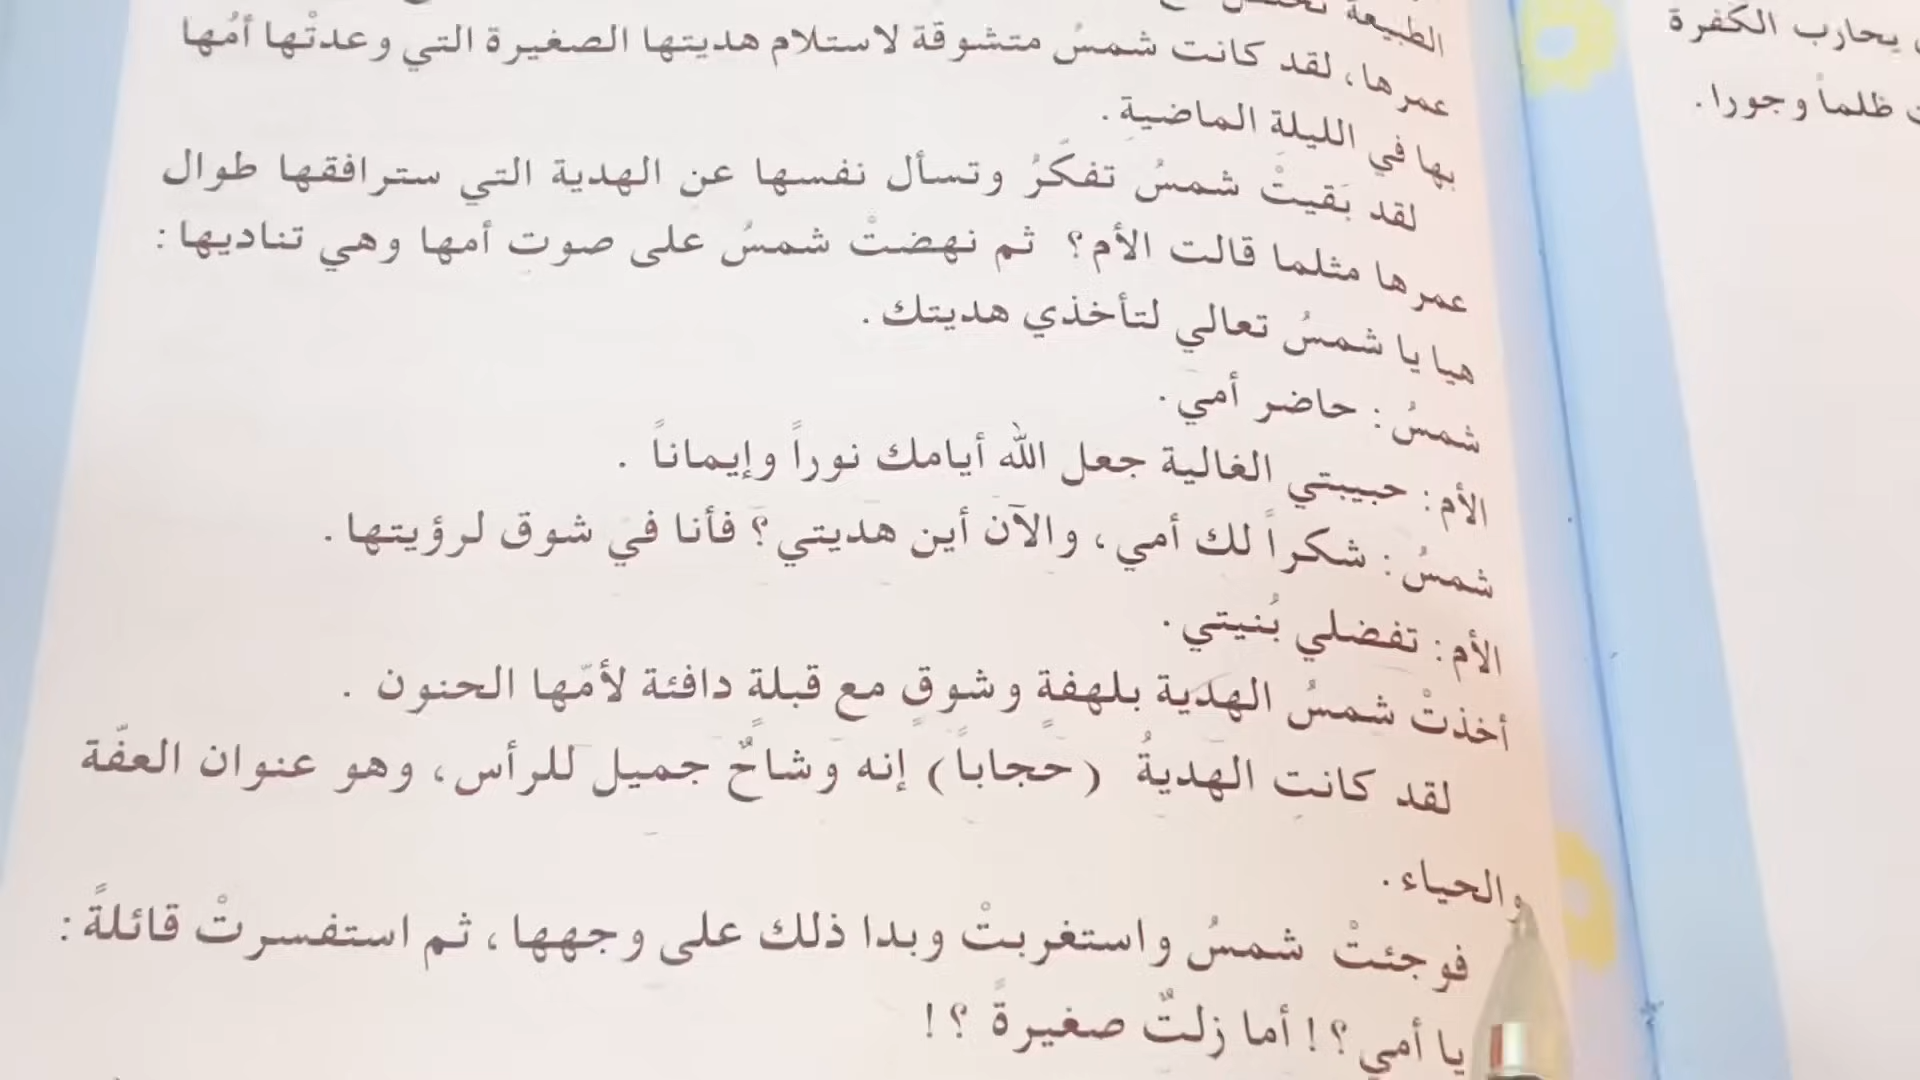 الطبيعة
عمرها، لقد كانت شمسُ متشوقة لاستلام هديتها الصغيرة التي وعدتْها أمُها
بها في الليلة الماضية.
لقد بَقيتْ شمسُ تفكّرُ وتسأل نفسها عن الهدية التي سترافقها طوال
عمرها مثلما قالت الأم؟ ثم نهضتْ شمسُ على صوت أمها وهي تناديها:
هيا يا شمسُ تعالي لتأخذي هديتك.
شمسُ: حاضر أمي.
الأم: حبيبتي الغالية جعل الله أيامك نوراً وإيماناً.
شمسُ: شكراً لك أمي، والآن أين هديتي؟ فأنا في شوق لرؤيتها.
الأم: تفضلي بُنيتي.
أخذتْ شمسُ الهدية بلهفةٍ وشوقٍ مع قبلةٍ دافئة لأمّها الحنون.
لقد كانت الهديةُ (حجاباً) إنه وشاحٌ جميل للرأس، وهو عنوان العفّة
والحياء.
فوجئتْ شمسُ واستغربتْ وبدا ذلك على وجهها، ثم استفسرتْ قائلةً:
يا أمي؟! أما زلتُ صغيرةً ؟!
يحارب الكفرة
ظلماً وجورا.